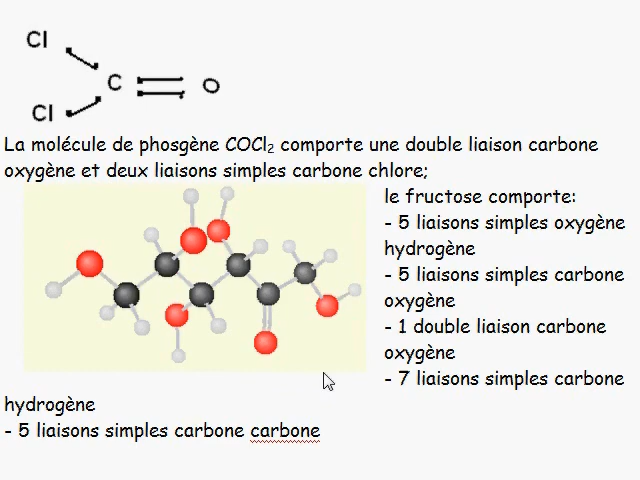 Cl
C O
Cl
La molécule de phosgène COCl₂ comporte une double liaison carbone
oxygène et deux liaisons simples carbone chlore;
le fructose comporte:
- 5 liaisons simples oxygène
hydrogène
- 5 liaisons simples carbone
oxygène
- 1 double liaison carbone
oxygène
- 7 liaisons simples carbone
hydrogène
- 5 liaisons simples carbone carbone